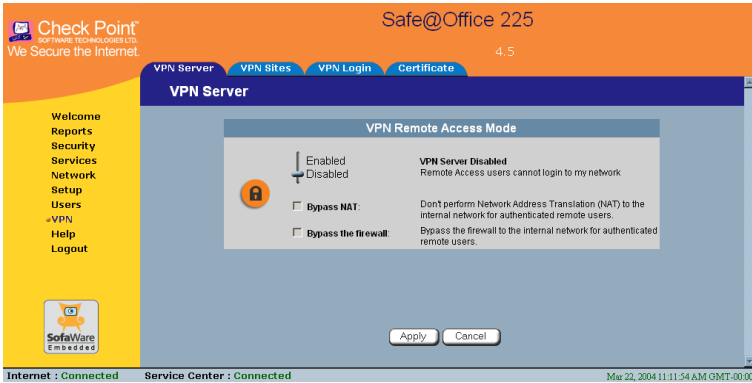 Check Point™
SOFTWARE TECHNOLOGIES LTD.
We Secure the Internet.
Safe@Office 225
4.5
VPN Server
VPN Sites
VPN Login
Certificate
VPN Server
Welcome
Reports
Security
Services
Network
Setup
Users
VPN
Help
Logout
VPN Remote Access Mode
Enabled
Disabled
VPN Server Disabled
Remote Access users cannot login to my network
Bypass NAT:
Don't perform Network Address Translation (NAT) to the
internal network for authenticated remote users.
Bypass the firewall:
Bypass the firewall to the internal network for authenticated
remote users.
Apply
Cancel
SofaWare
Embedded
Internet : Connected
Service Center : Connected
Mar 22, 2004 11:11:54 AM GMT-00:00